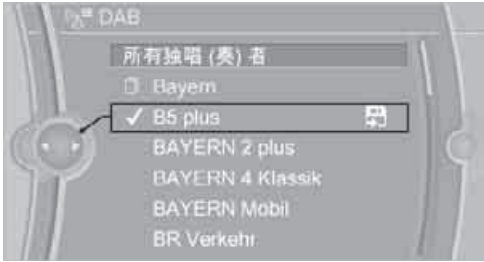 DAB
所有独唱 (奏) 者
Bayern
B5 plus
BAYERN 2 plus
BAYERN 4 Klassik
BAYERN Mobil
BR Verkehr